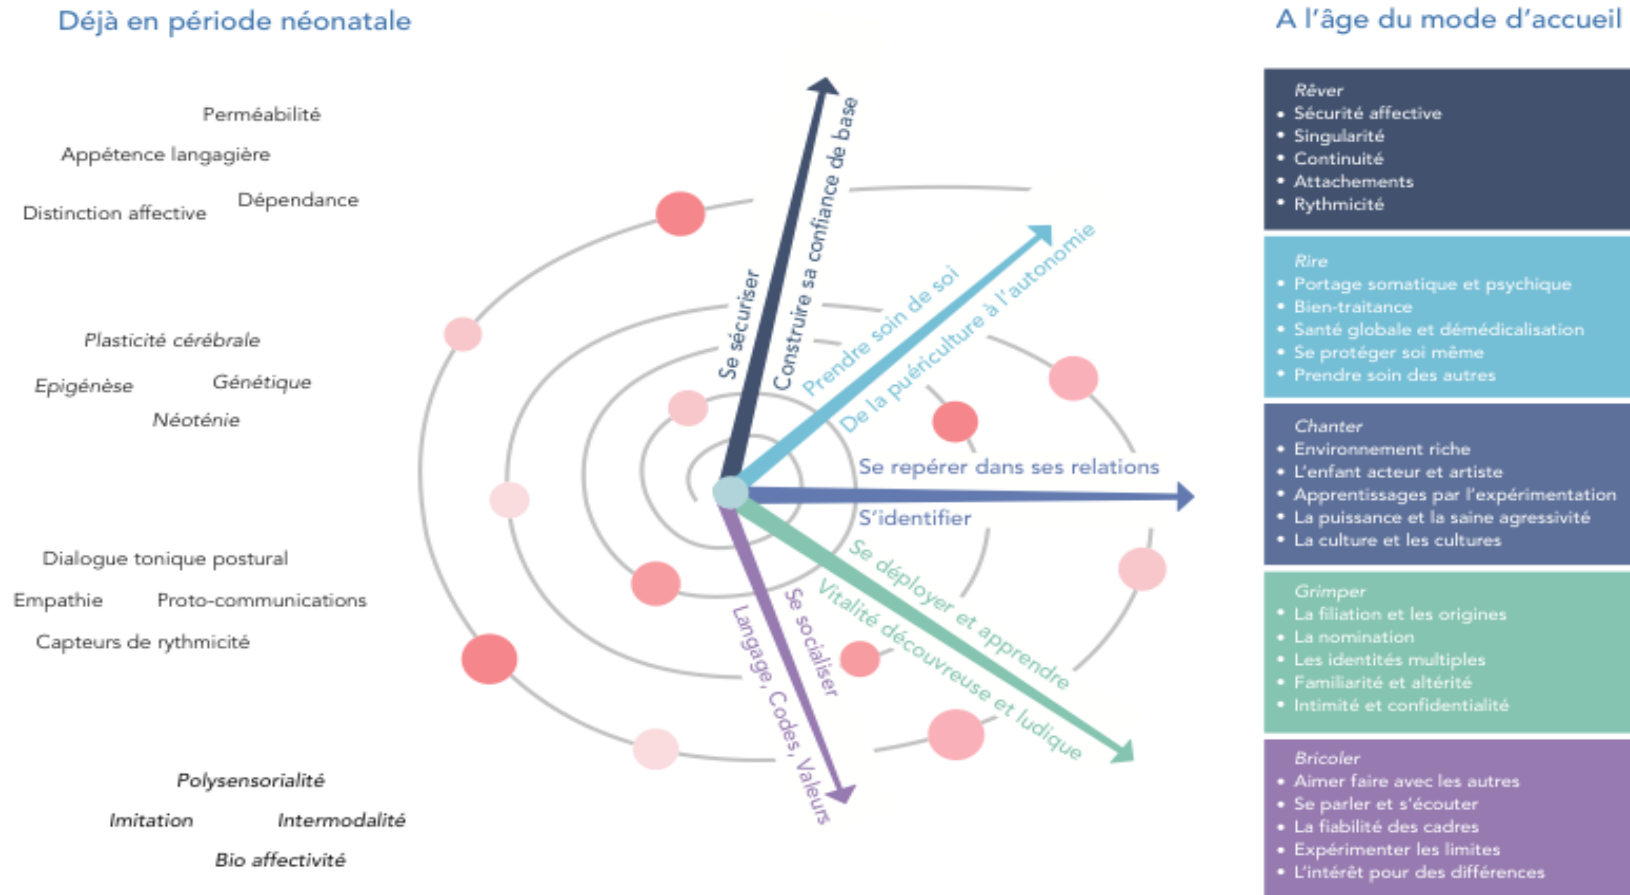 Déjà en période néonatale
Perméabilité
Appétence langagière
Dépendance
Distinction affective
Plasticité cérébrale
Epigénèse
Génétique
Néoténie
Dialogue tonique postural
Empathie
Proto-communications
Capteurs de rythmicité
Polysensorialité
Imitation
Intermodalité
Bio affectivité
Se sécuriser
Construire sa confiance de base
Prendre soin de soi
De la puériculture à l'autonomie
Se repérer dans ses relations
S'identifier
Se déployer et apprendre
Vitalité découvreuse et ludique
Se socialiser
Langage, Codes, Valeurs
A l'âge du mode d'accueil
Rêver
• Sécurité affective
• Singularité
• Continuité
• Attachements
• Rythmicité
Rire
• Portage somatique et psychique
• Bien-traitance
• Santé globale et démédicalisation
• Se protéger soi même
• Prendre soin des autres
Chanter
• Environnement riche
• L'enfant acteur et artiste
• Apprentissages par l'expérimentation
• La puissance et la saine agressivité
• La culture et les cultures
Grimper
• La filiation et les origines
• La nomination
• Les identités multiples
• Familiarité et altérité
• Intimité et confidentialité
Bricoler
• Aimer faire avec les autres
• Se parler et s'écouter
• La fiabilité des cadres
• Expérimenter les limites
• L'intérêt pour des différences